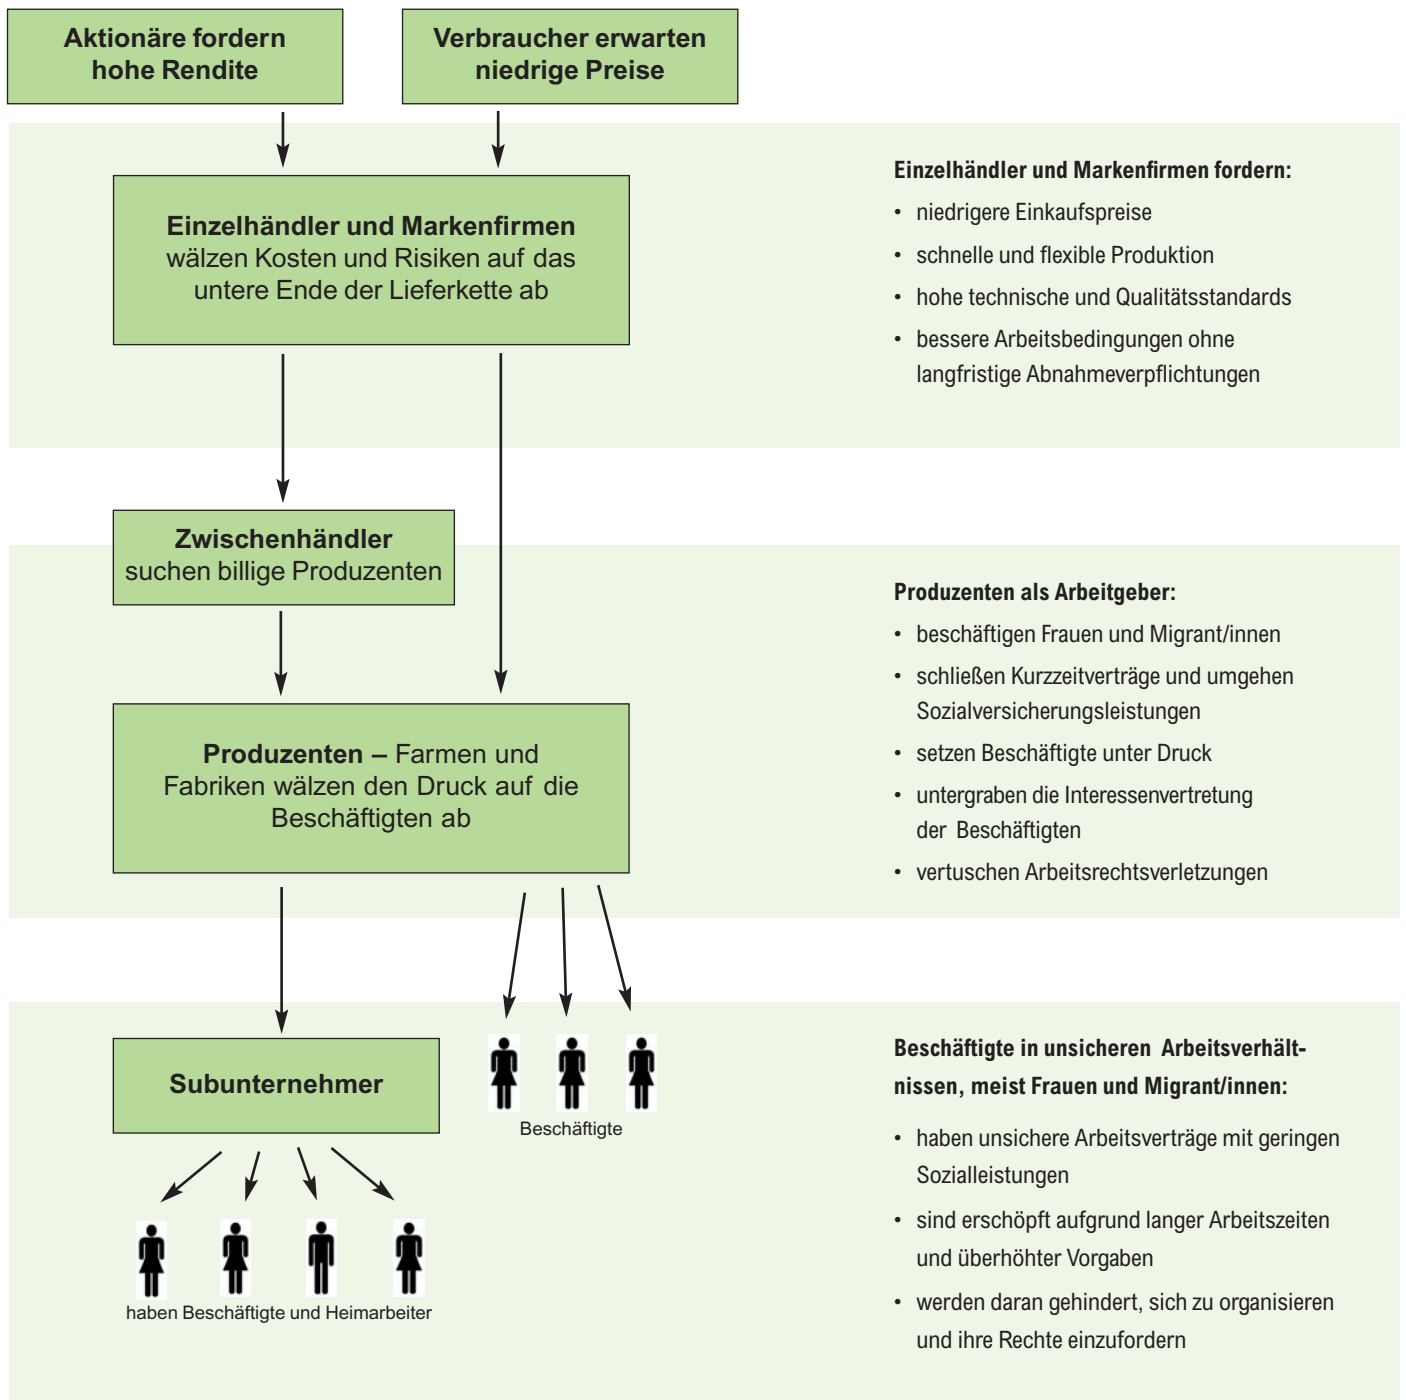 Aktionäre fordern
hohe Rendite
Verbraucher erwarten
niedrige Preise
Einzelhändler und Markenfirmen
wälzen Kosten und Risiken auf das
untere Ende der Lieferkette ab
Einzelhändler und Markenfirmen fordern:
• niedrigere Einkaufspreise
• schnelle und flexible Produktion
• hohe technische und Qualitätsstandards
• bessere Arbeitsbedingungen ohne
langfristige Abnahmeverpflichtungen
Zwischenhändler
suchen billige Produzenten
Produzenten – Farmen und
Fabriken wälzen den Druck auf die
Beschäftigten ab
Produzenten als Arbeitgeber:
• beschäftigen Frauen und Migrant/innen
• schließen Kurzzeitverträge und umgehen
Sozialversicherungsleistungen
• setzen Beschäftigte unter Druck
• untergraben die Interessenvertretung
der Beschäftigten
• vertuschen Arbeitsrechtsverletzungen
Subunternehmer
Beschäftigte
haben Beschäftigte und Heimarbeiter
Beschäftigte in unsicheren Arbeitsverhält-
nissen, meist Frauen und Migrant/innen:
• haben unsichere Arbeitsverträge mit geringen
Sozialleistungen
• sind erschöpft aufgrund langer Arbeitszeiten
und überhöhter Vorgaben
• werden daran gehindert, sich zu organisieren
und ihre Rechte einzufordern